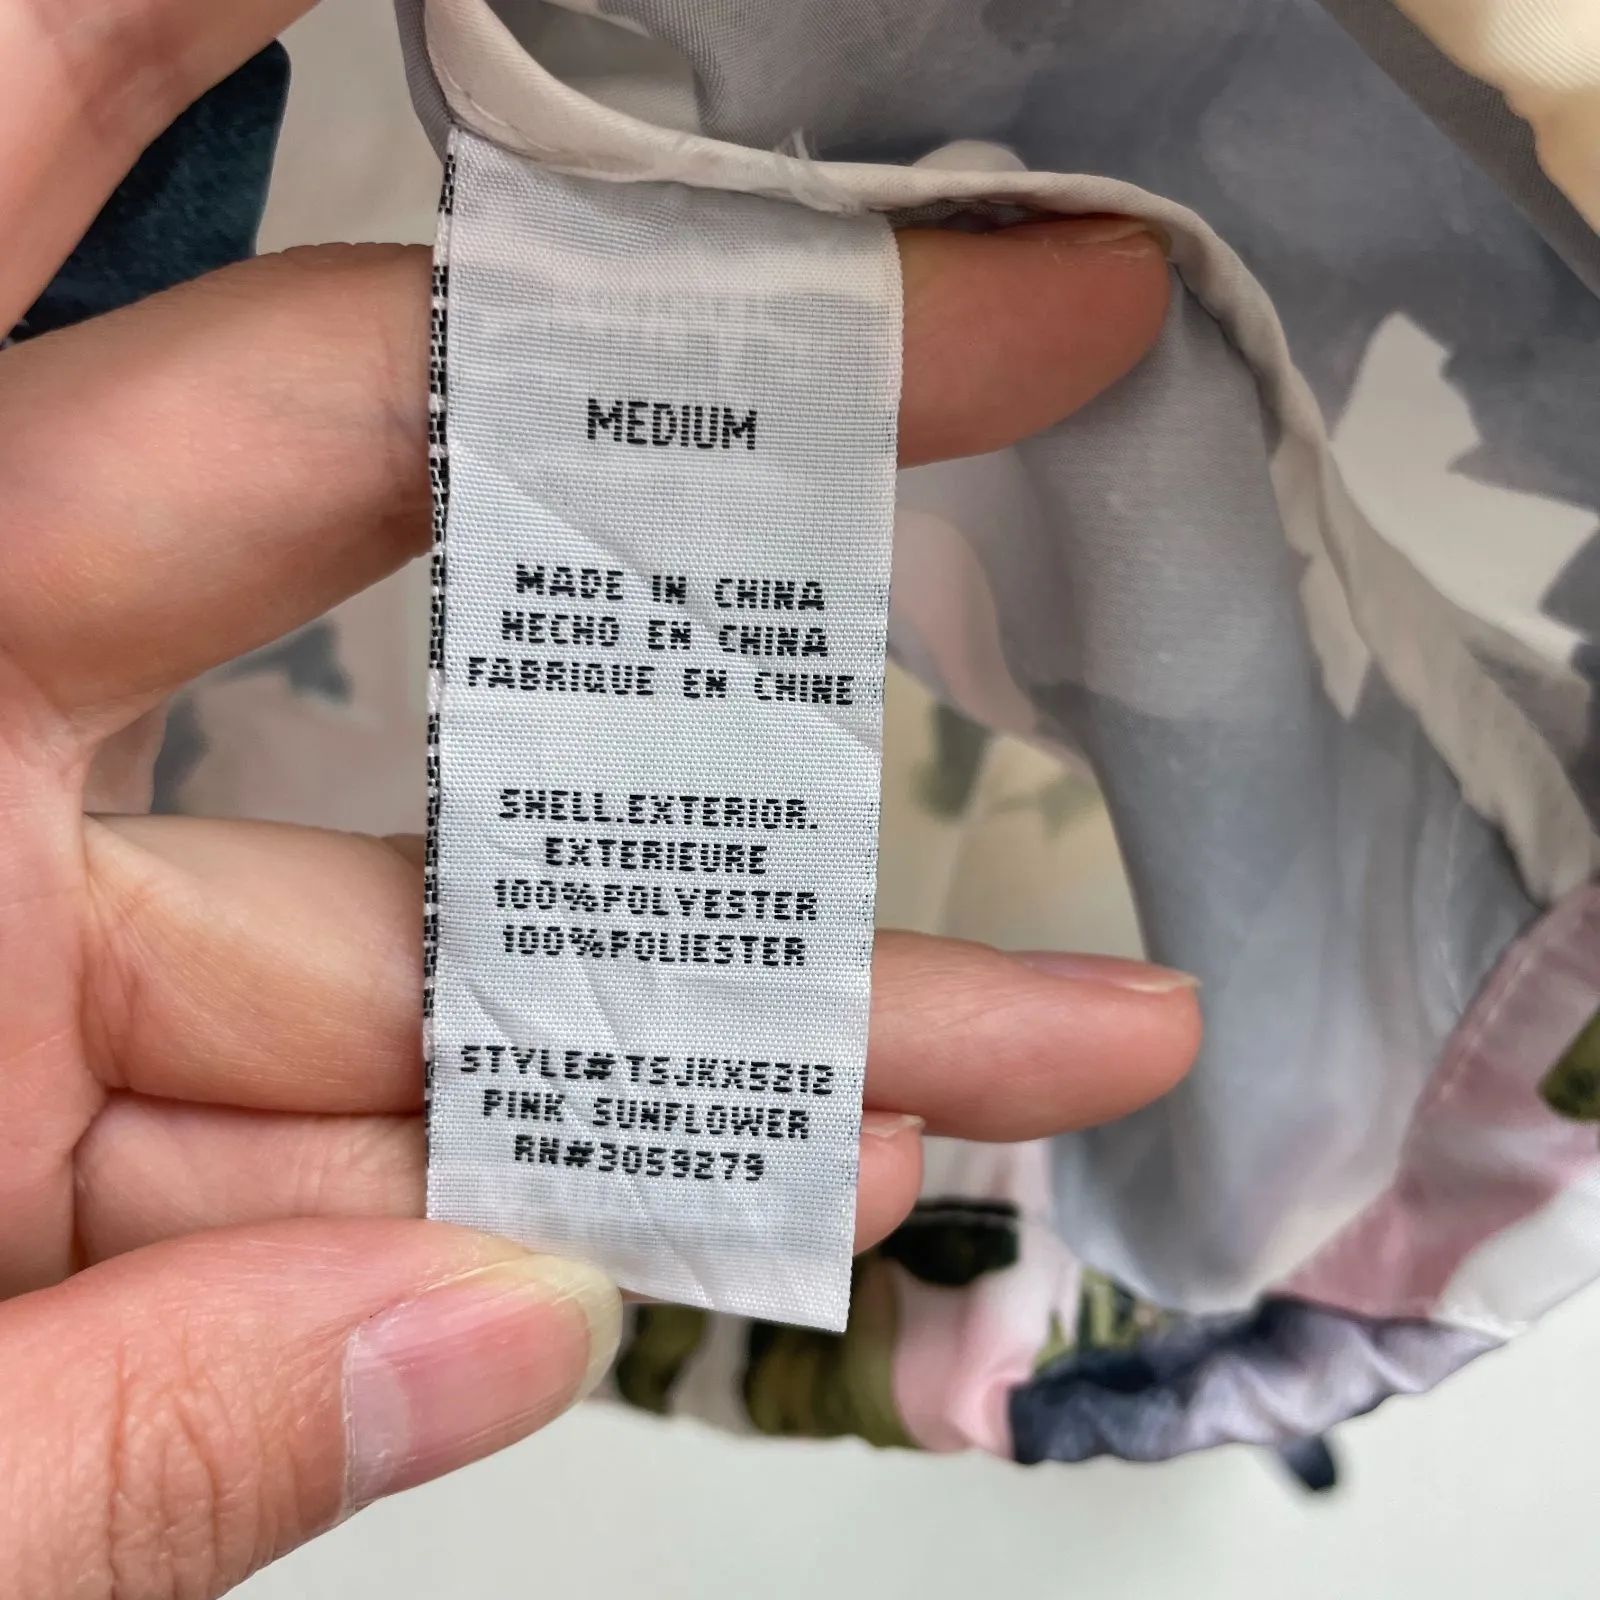 MEDIUM
MADE IN CHINA
HECHO EN CHINA
FABRIQUE EN CHINE
SHELL.EXTERIOR.
EXTERIEURE
100%POLYESTER
100%POLIESTER
STYLE#TSJKX5212
PINK SUNFLOWER
RN#3059279